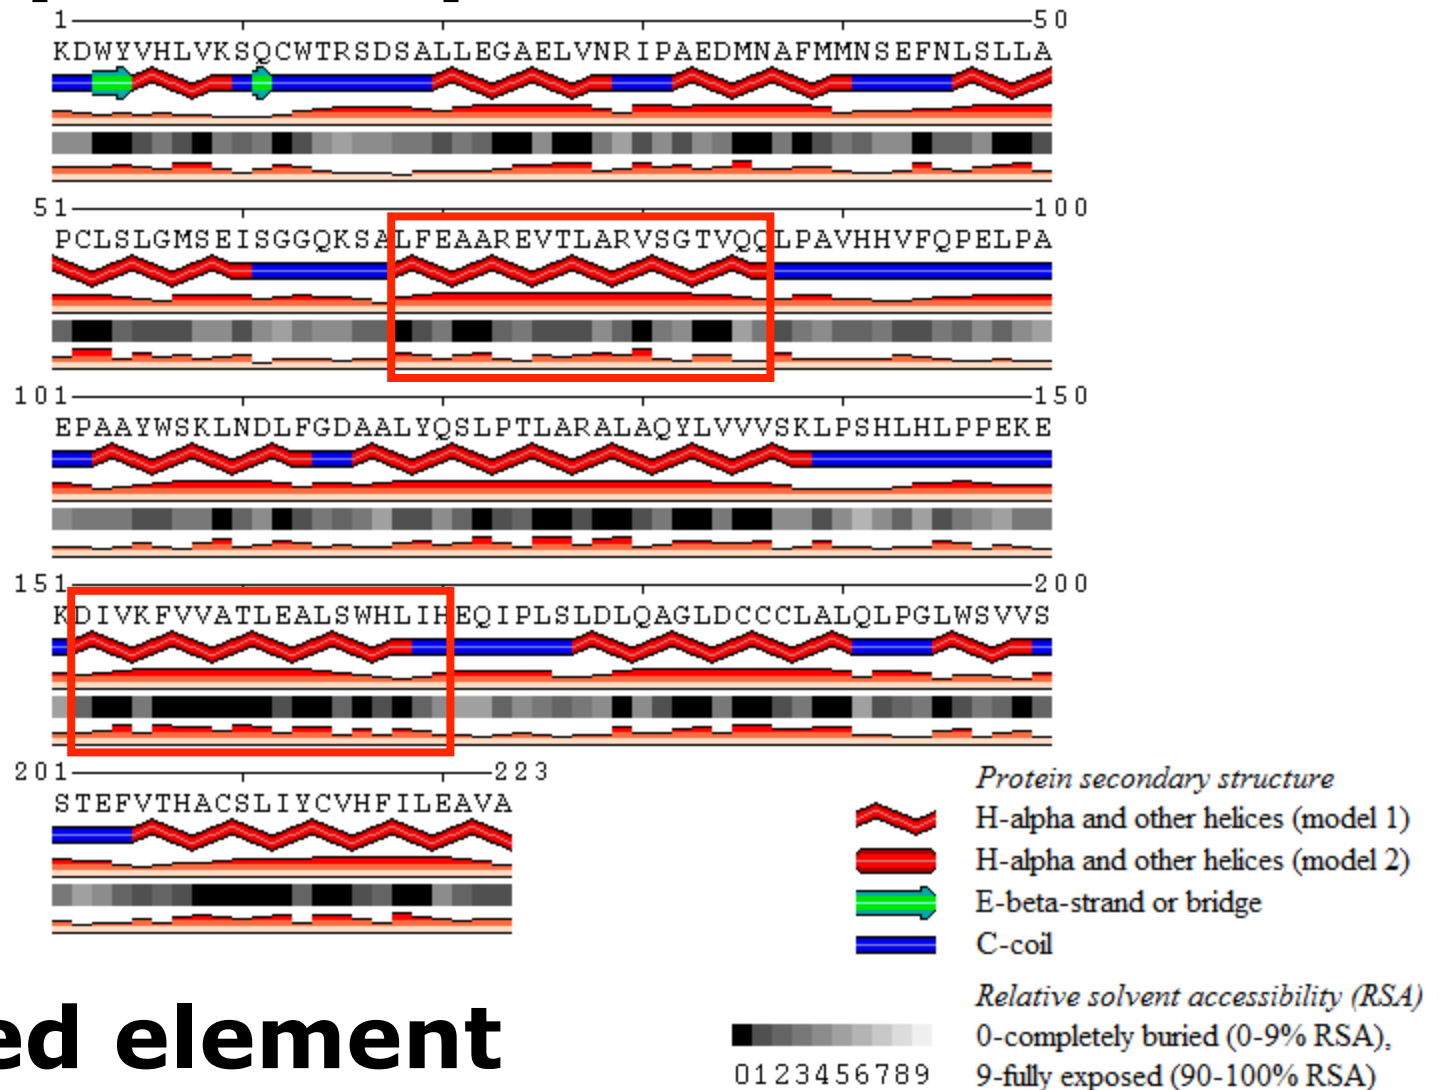 1 50
KDWYVHLVKSQCWTRSDSALLEGAELVNRIPAEDMNAFMMNSEFNLSLLA
51 100
PCLSLGMSEISGGQKSALFEAAREVTLARVSGTVQQLPAVHHVFQPELPA
101 150
EPAAYWSKLNDLFGDAALYQSLPTLARALAQYLVVVSKLPSHLHLPPEKE
151 200
KDIVKFVVATLEALSWHLIHEQIPLSLDLQAGLDCCCLALQLPGLWSVVS
201 223
STEFVTHACSLIYCVHFILEAVA
Protein secondary structure
H-alpha and other helices (model 1)
H-alpha and other helices (model 2)
E-beta-strand or bridge
C-coil
Relative solvent accessibility (RSA)
0-completely buried (0-9% RSA),
0123456789 9-fully exposed (90-100% RSA)
ed element